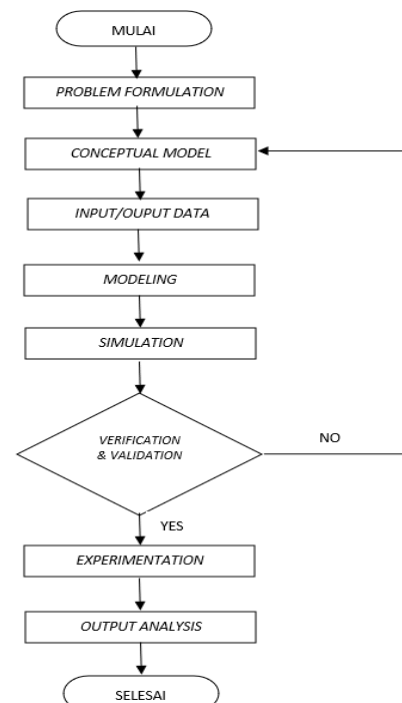 MULAI
PROBLEM FORMULATION
CONCEPTUAL MODEL
INPUT/OUPUT DATA
MODELING
SIMULATION
VERIFICATION
& VALIDATION
NO
YES
EXPERIMENTATION
OUTPUT ANALYSIS
SELESAI